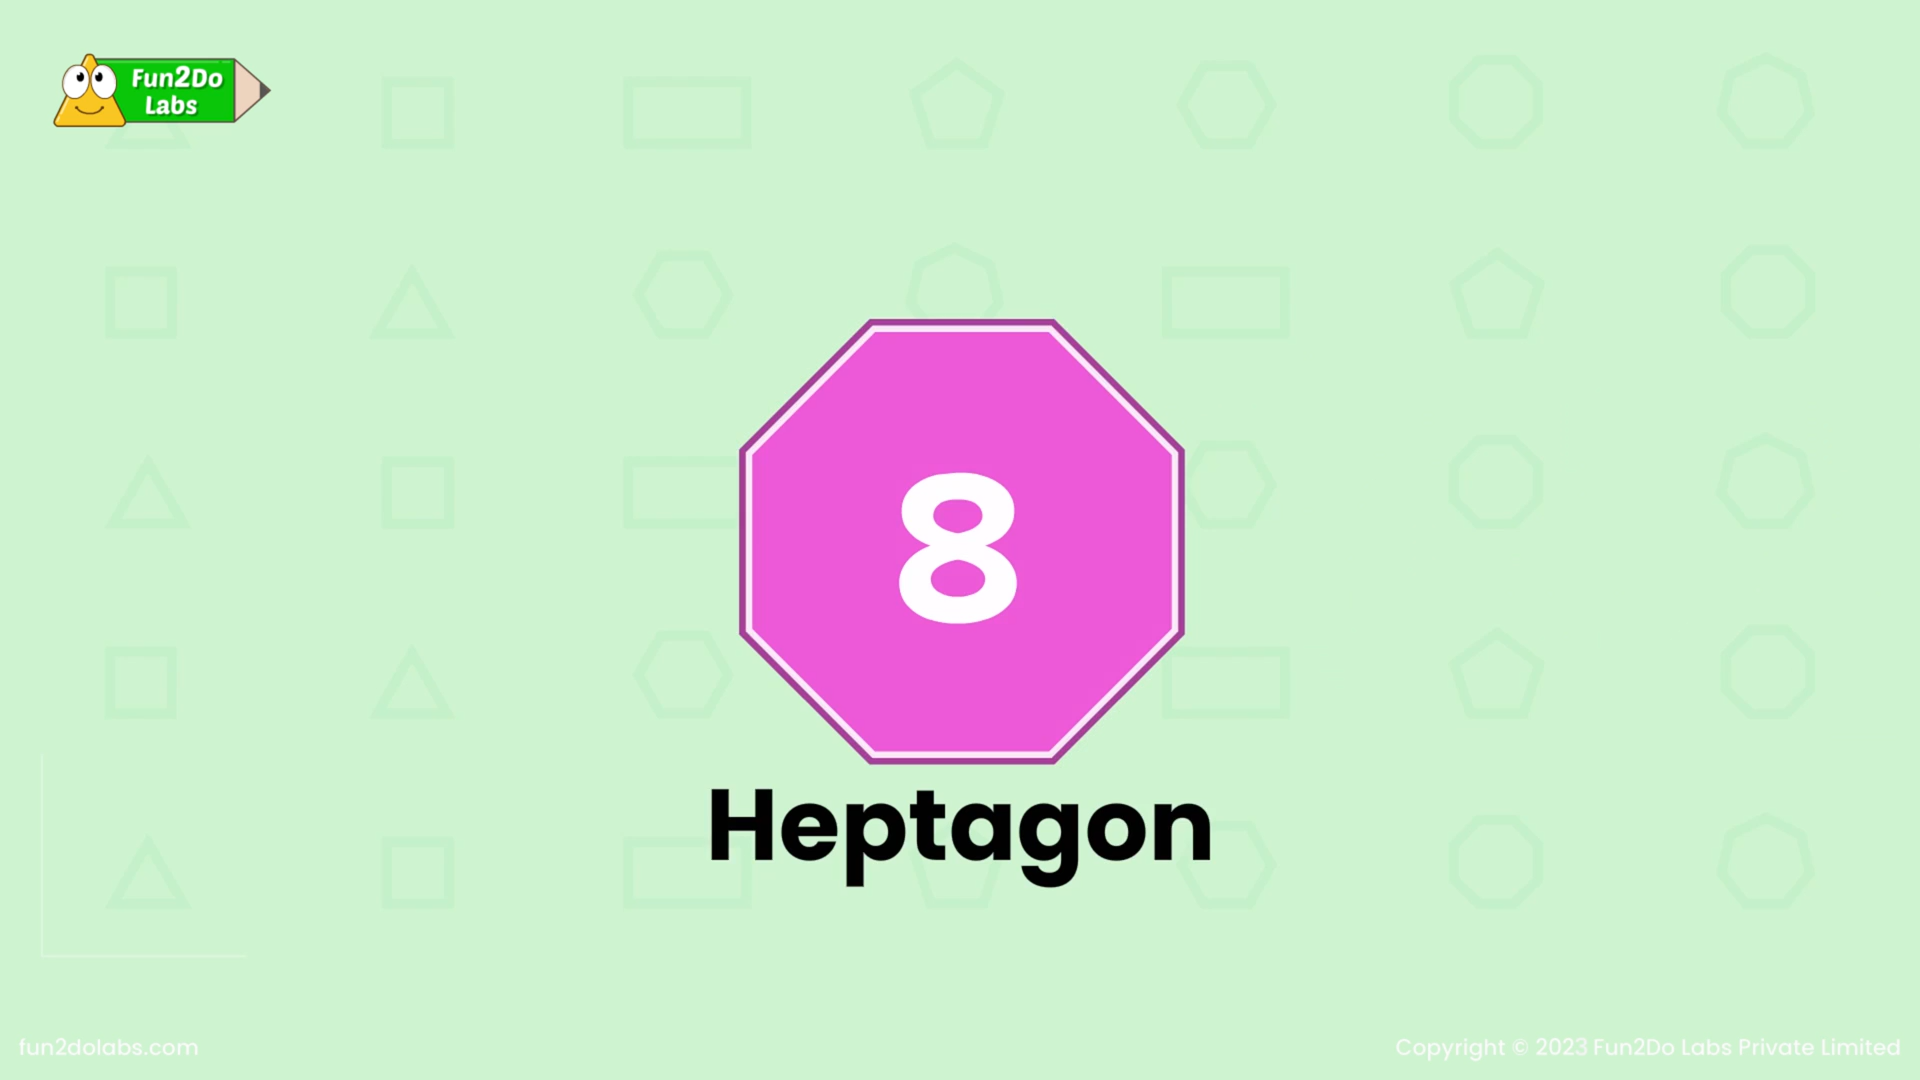 Fun2Do
Labs
8
Heptagon
fun2dolabs.com
Copyright © 2023 Fun2Do Labs Private Limited